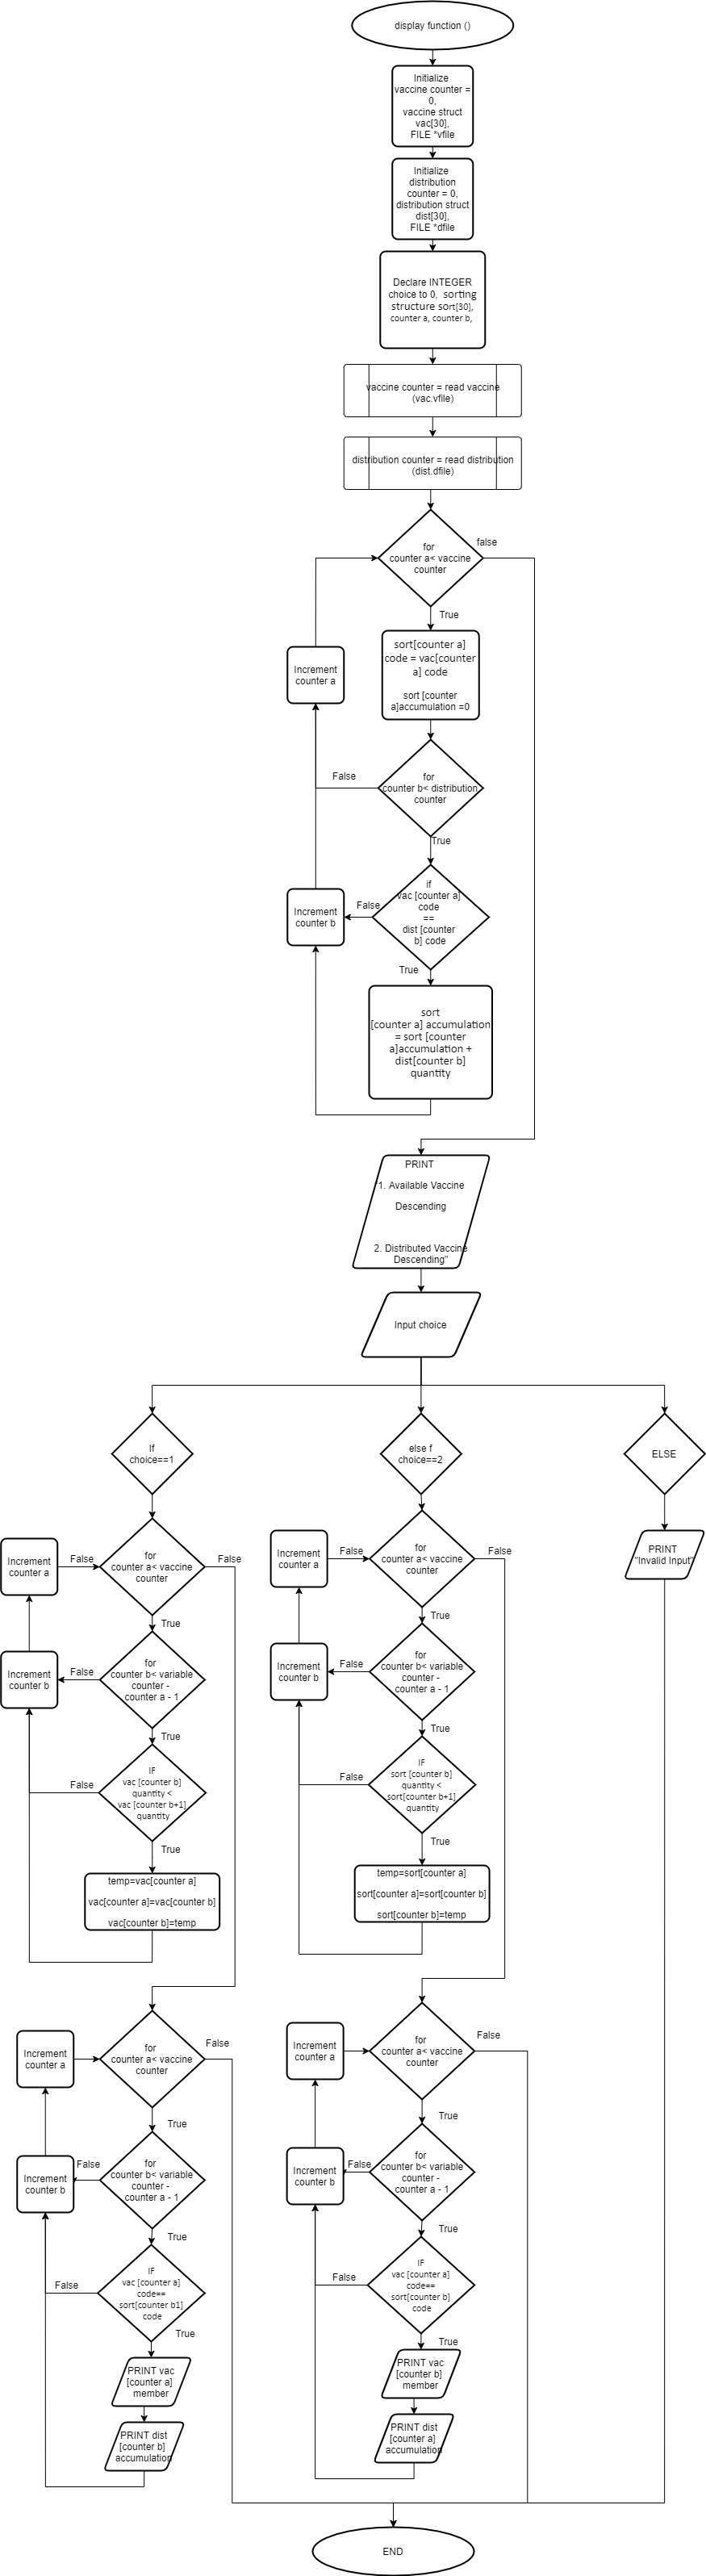 display function ()
Initialize
vaccine counter =
0,
vaccine struct
vac[30],
FILE *vfile
Initialize
distribution
counter = 0,
distribution struct
dist[30],
FILE *dfile
Declare INTEGER
choice to 0, sorting
structure sort[30],
counter a, counter b,
vaccine counter = read vaccine
(vac.vfile)
distribution counter = read distribution
(dist.dfile)
for
counter a< vaccine
counter
false
True
sort[counter a]
code = vac[counter
a] code
sort [counter
a]accumulation =0
Increment
counter a
False
for
counter b< distribution
counter
True
if
vac [counter a]
code
==
dist [counter
b] code
False
Increment
counter b
True
sort
[counter a] accumulation
= sort [counter
a]accumulation +
dist[counter b]
quantity
PRINT
"1. Available Vaccine
Descending
2. Distributed Vaccine
Descending"
Input choice
If
choice==1
else f
choice==2
ELSE
Increment
counter a
False
for
counter a< vaccine
counter
False
Increment
counter a
False
for
counter a< vaccine
counter
False
PRINT
"Invalid Input"
True
True
Increment
counter b
False
for
counter b< variable
counter -
counter a - 1
Increment
counter b
False
for
counter b< variable
counter -
counter a - 1
True
True
False
IF
vac [counter b]
quantity <
vac [counter b+1]
quantity
False
IF
sort [counter b]
quantity <
sort[counter b+1]
quantity
True
True
temp=vac[counter a]
vac[counter a]=vac[counter b]
vac[counter b]=temp
temp=sort[counter a]
sort[counter a]=sort[counter b]
sort[counter b]=temp
Increment
counter a
for
counter a< vaccine
counter
False
Increment
counter a
for
counter a< vaccine
counter
False
True
True
Increment
counter b
False
for
counter b< variable
counter -
counter a - 1
Increment
counter b
False
for
counter b< variable
counter -
counter a - 1
True
True
False
IF
vac [counter a]
code==
sort[counter b1]
code
False
IF
vac [counter a]
code==
sort[counter b]
code
True
True
PRINT vac
[counter a]
member
PRINT vac
[counter b]
member
PRINT dist
[counter b]
accumulation
PRINT dist
[counter a]
accumulation
END